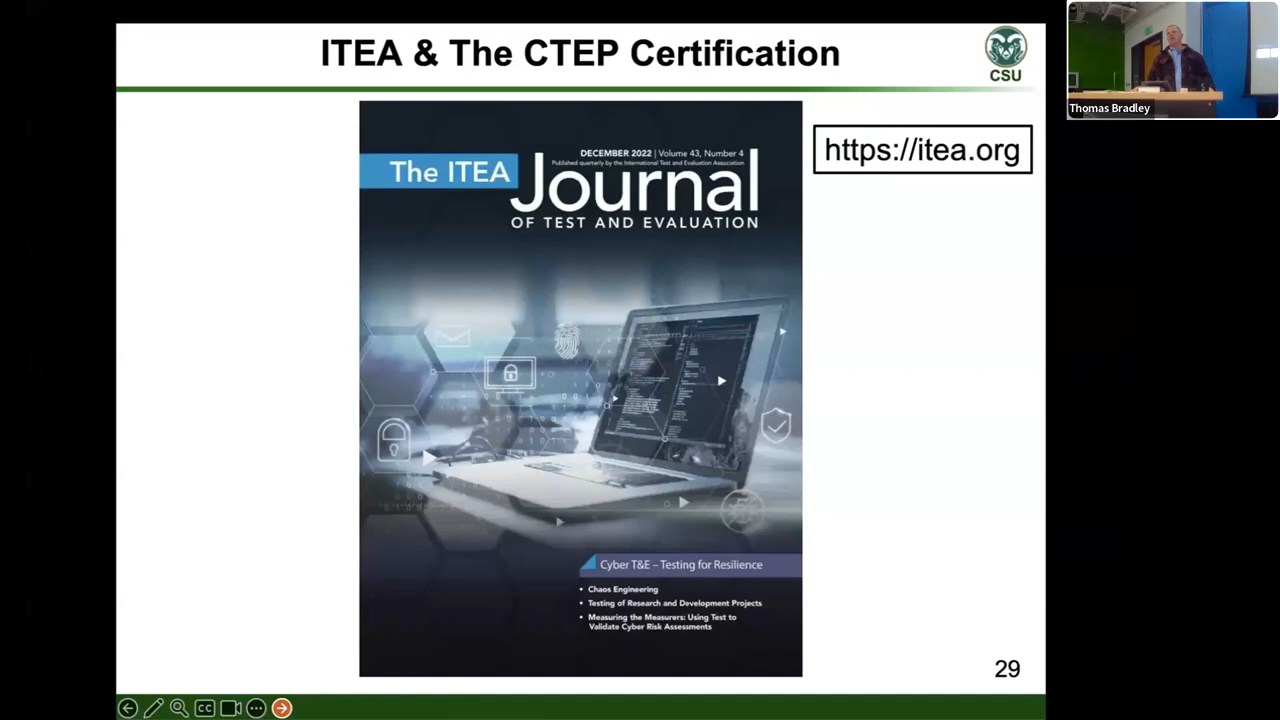 ITEA & The CTEP Certification
CSU
Thomas Bradley
https://itea.org
DECEMBER 2022 | Volume 43, Number 4
Published quarterly by the International Test and Evaluation Association
The ITEA
Journal
OF TEST AND EVALUATION
Cyber T&E – Testing for Resilience
• Chaos Engineering
• Testing of Research and Development Projects
• Measuring the Measurers: Using Test to
Validate Cyber Risk Assessments
29
CC